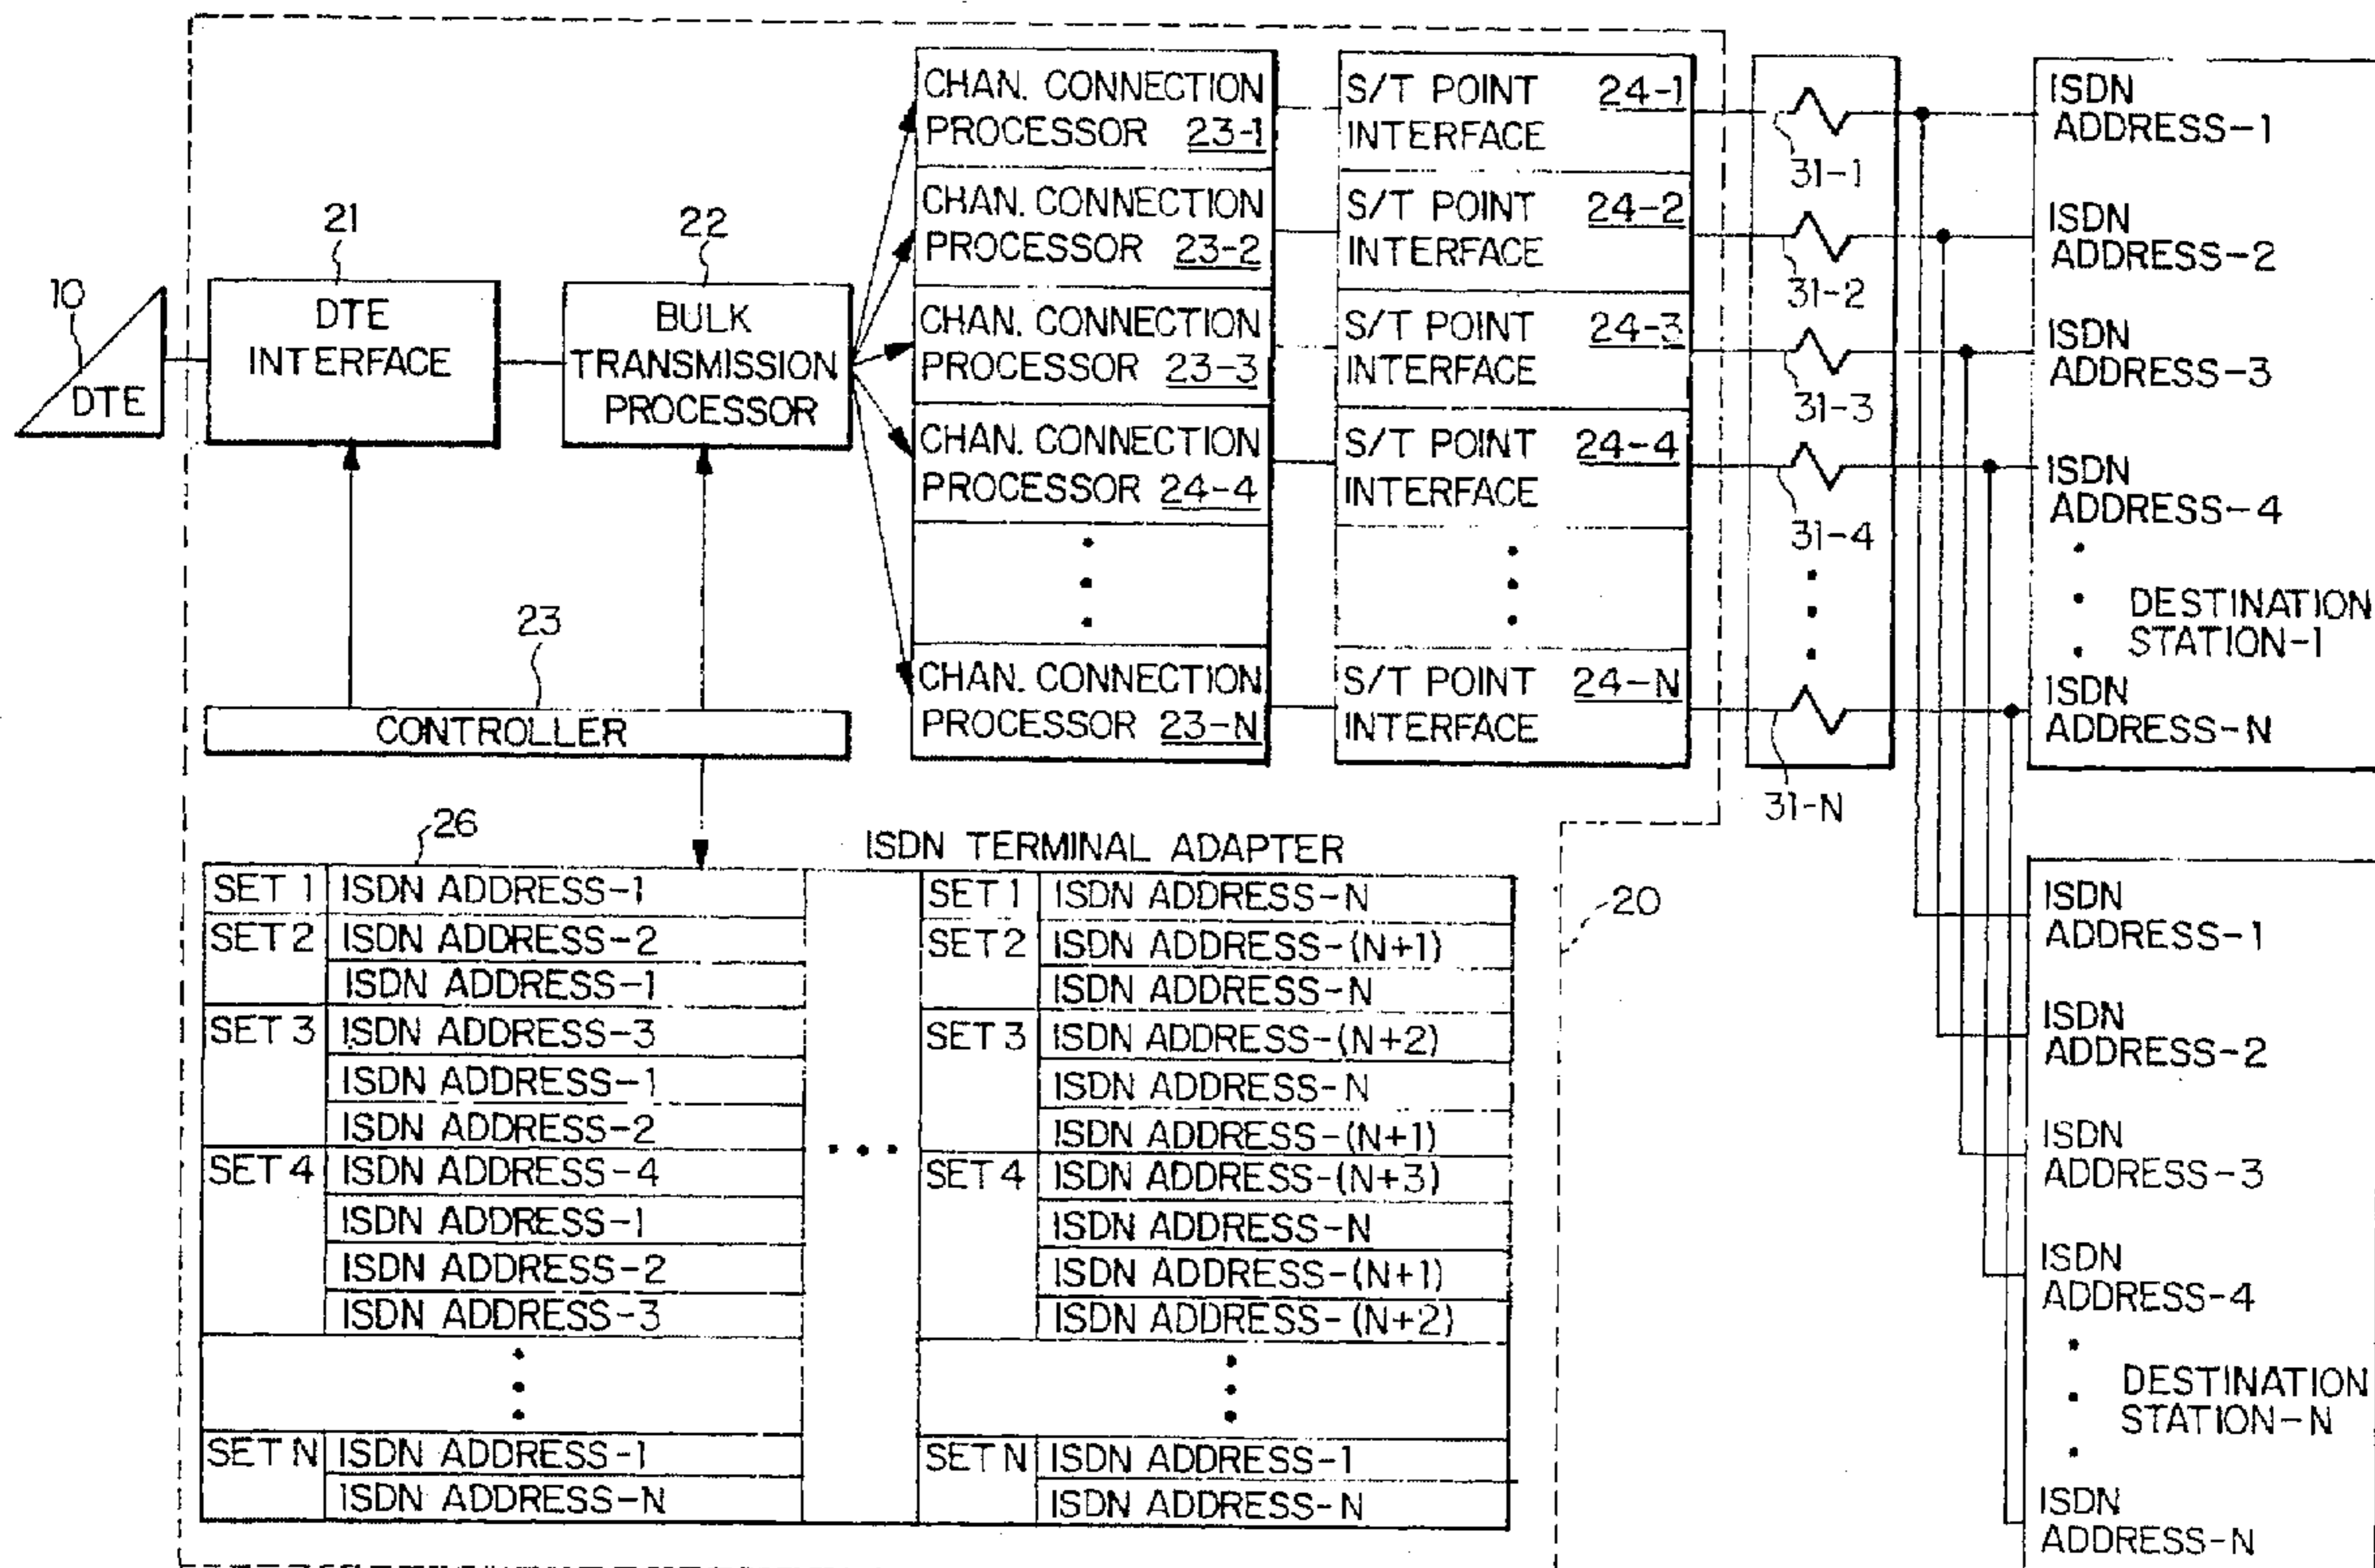 10
DTE
21
DTE
INTERFACE
22
BULK
TRANSMISSION
PROCESSOR
23
CONTROLLER
CHAN. CONNECTION
PROCESSOR 23-1
CHAN. CONNECTION
PROCESSOR 23-2
CHAN. CONNECTION
PROCESSOR 23-3
CHAN. CONNECTION
PROCESSOR 24-4
CHAN. CONNECTION
PROCESSOR 23-N
S/T POINT 24-1
INTERFACE
S/T POINT 24-2
INTERFACE
S/T POINT 24-3
INTERFACE
S/T POINT 24-4
INTERFACE
S/T POINT 24-N
INTERFACE
31-1
31-2
31-3
31-4
31-N
ISDN
ADDRESS-1
ISDN
ADDRESS-2
ISDN
ADDRESS-3
ISDN
ADDRESS-4
DESTINATION
STATION-1
ISDN
ADDRESS-N
ISDN
ADDRESS-1
ISDN
ADDRESS-2
ISDN
ADDRESS-3
ISDN
ADDRESS-4
DESTINATION
STATION-N
ISDN
ADDRESS-N
26
ISDN TERMINAL ADAPTER
20
SET 1 ISDN ADDRESS-1
SET 2 ISDN ADDRESS-2
ISDN ADDRESS-1
SET 3 ISDN ADDRESS-3
ISDN ADDRESS-1
ISDN ADDRESS-2
SET 4 ISDN ADDRESS-4
ISDN ADDRESS-1
ISDN ADDRESS-2
ISDN ADDRESS-3
SET N ISDN ADDRESS-1
ISDN ADDRESS-N
SET 1 ISDN ADDRESS-N
SET 2 ISDN ADDRESS-(N+1)
ISDN ADDRESS-N
SET 3 ISDN ADDRESS-(N+2)
ISDN ADDRESS-N
ISDN ADDRESS-(N+1)
SET 4 ISDN ADDRESS-(N+3)
ISDN ADDRESS-N
ISDN ADDRESS-(N+1)
ISDN ADDRESS-(N+2)
SET N ISDN ADDRESS-1
ISDN ADDRESS-N